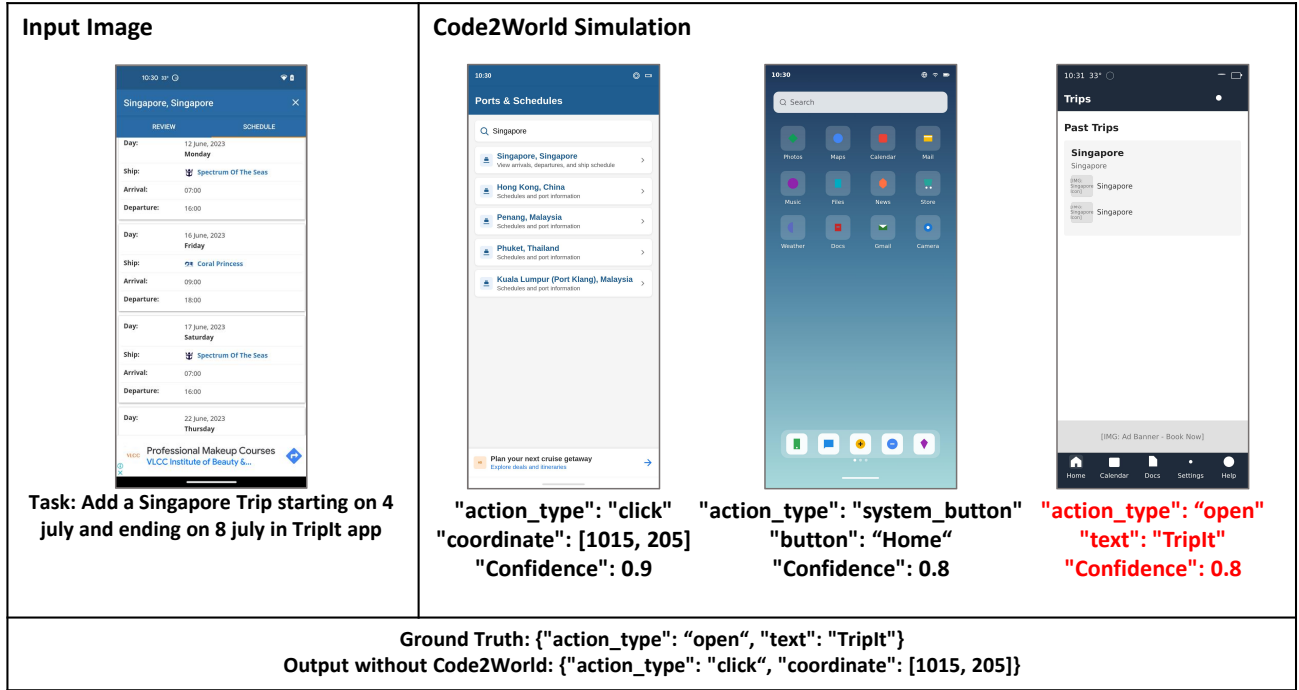 Input Image
Code2World Simulation
10:30 33°
Singapore, Singapore ×
REVIEW SCHEDULE
Day: 12 June, 2023
Monday
Ship: Spectrum Of The Seas
Arrival: 07:00
Departure: 16:00
Day: 16 June, 2023
Friday
Ship: Coral Princess
Arrival: 09:00
Departure: 18:00
Day: 17 June, 2023
Saturday
Ship: Spectrum Of The Seas
Arrival: 07:00
Departure: 16:00
Day: 22 June, 2023
Thursday
VLCC Professional Makeup Courses
VLCC Institute of Beauty &...
Task: Add a Singapore Trip starting on 4
july and ending on 8 july in TripIt app
10:30
Ports & Schedules
Singapore
Singapore, Singapore
View arrivals, departures, and ship schedule
Hong Kong, China
Schedules and port information
Penang, Malaysia
Schedules and port information
Phuket, Thailand
Schedules and port information
Kuala Lumpur (Port Klang), Malaysia
Schedules and port information
Plan your next cruise getaway
Explore deals and itineraries
"action_type": "click"
"coordinate": [1015, 205]
"Confidence": 0.9
10:30
Search
Photos Maps Calendar Mail
Music Files News Store
Weather Docs Gmail Camera
"action_type": "system_button"
"button": “Home“
"Confidence": 0.8
10:31 33°
Trips
Past Trips
Singapore
Singapore
[IMG:
Singapore
Icon] Singapore
[IMG:
Singapore
Icon] Singapore
[IMG: Ad Banner - Book Now]
Home Calendar Docs Settings Help
"action_type": “open“
"text": "TripIt"
"Confidence": 0.8
Ground Truth: {"action_type": “open“, "text": "TripIt"}
Output without Code2World: {"action_type": "click“, "coordinate": [1015, 205]}